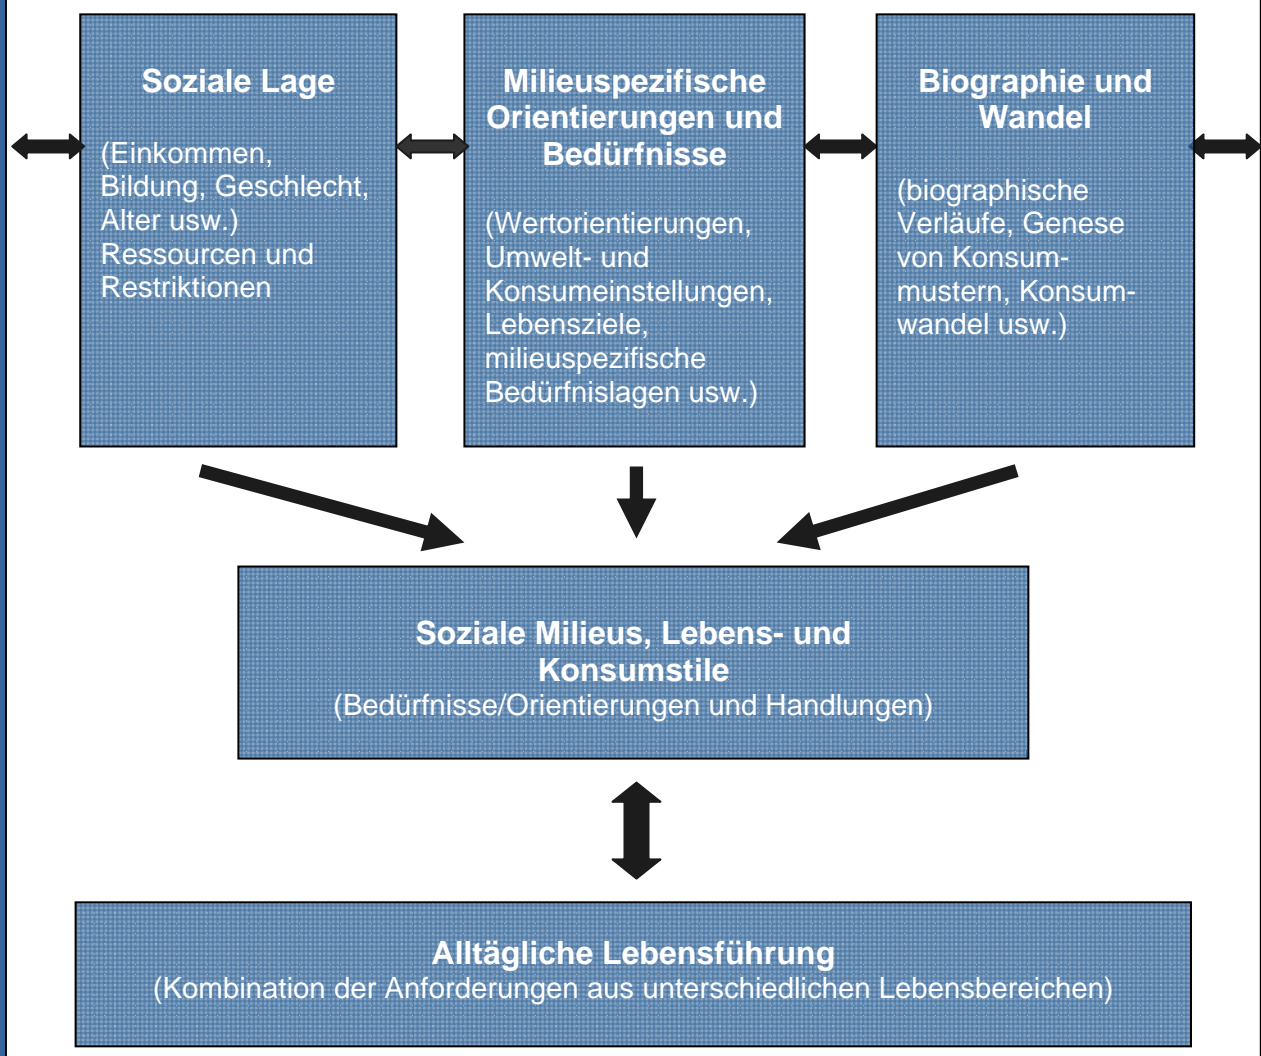 Soziale Lage
(Einkommen,
Bildung, Geschlecht,
Alter usw.)
Ressourcen und
Restriktionen
Milieuspezifische
Orientierungen und
Bedürfnisse
(Wertorientierungen,
Umwelt- und
Konsumeinstellungen,
Lebensziele,
milieuspezifische
Bedürfnislagen usw.)
Biographie und
Wandel
(biographische
Verläufe, Genese
von Konsum-
mustern, Konsum-
wandel usw.)
Soziale Milieus, Lebens- und
Konsumstile
(Bedürfnisse/Orientierungen und Handlungen)
Alltägliche Lebensführung
(Kombination der Anforderungen aus unterschiedlichen Lebensbereichen)